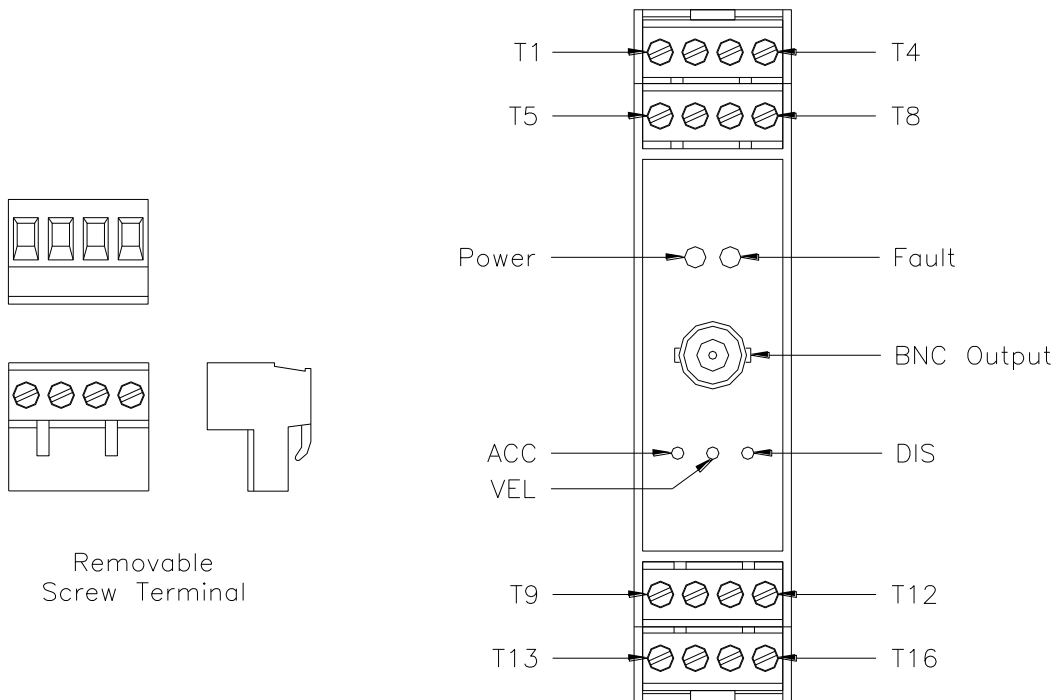 T1
T4
T5
T8
Power
Fault
BNC Output
ACC
DIS
VEL
Removable
Screw Terminal
T9
T12
T13
T16